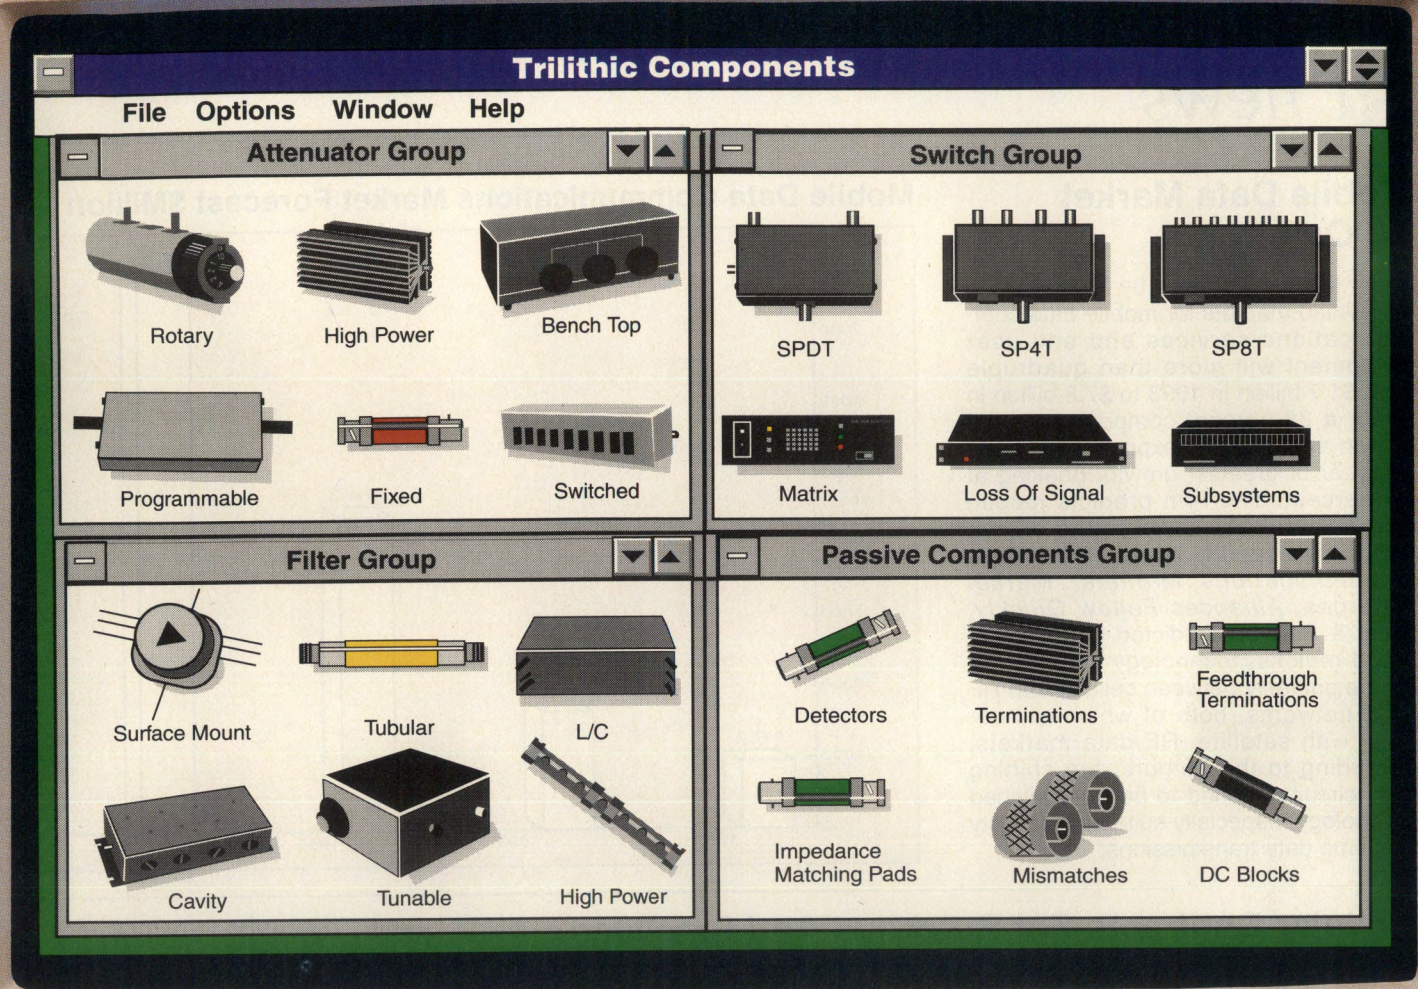 Trilithic Components
File Options Window Help
Attenuator Group
Rotary
High Power
Bench Top
Programmable
Fixed
Switched
Switch Group
SPDT
SP4T
SP8T
Matrix
Loss Of Signal
Subsystems
Filter Group
Surface Mount
Tubular
L/C
Cavity
Tunable
High Power
Passive Components Group
Detectors
Terminations
Feedthrough
Terminations
Impedance
Matching Pads
Mismatches
DC Blocks